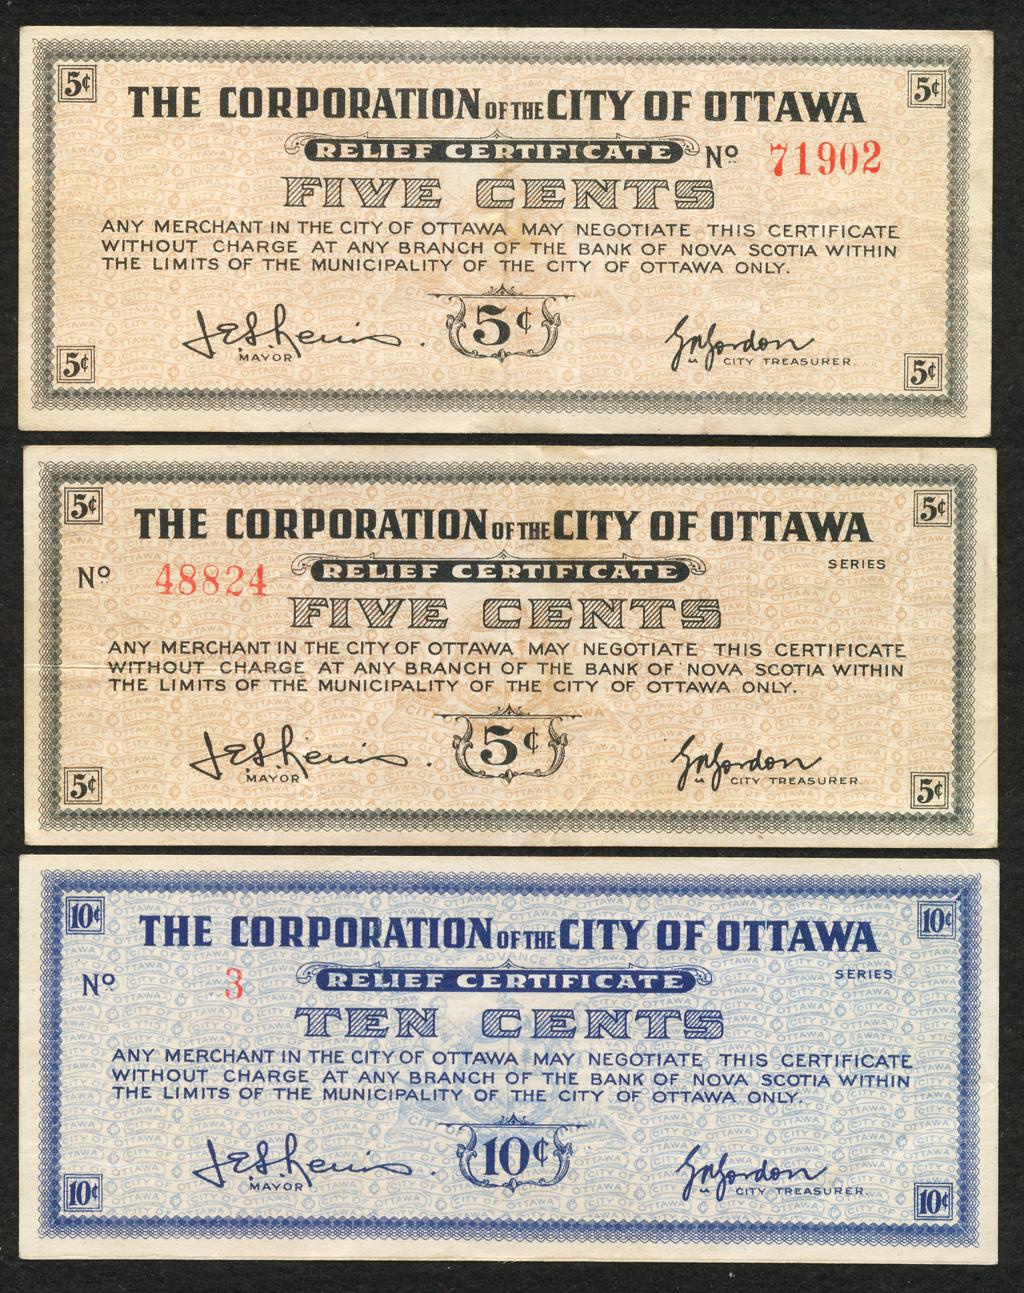 5¢ 5¢
THE CORPORATION OF THE CITY OF OTTAWA
RELIEF CERTIFICATE Nº 71902
FIVE CENTS
ANY MERCHANT IN THE CITY OF OTTAWA MAY NEGOTIATE THIS CERTIFICATE
WITHOUT CHARGE AT ANY BRANCH OF THE BANK OF NOVA SCOTIA WITHIN
THE LIMITS OF THE MUNICIPALITY OF THE CITY OF OTTAWA ONLY.
5¢
MAYOR
CITY TREASURER.
5¢ 5¢
5¢ 5¢
THE CORPORATION OF THE CITY OF OTTAWA
RELIEF CERTIFICATE SERIES
Nº 48824
FIVE CENTS
ANY MERCHANT IN THE CITY OF OTTAWA MAY NEGOTIATE THIS CERTIFICATE
WITHOUT CHARGE AT ANY BRANCH OF THE BANK OF NOVA SCOTIA WITHIN
THE LIMITS OF THE MUNICIPALITY OF THE CITY OF OTTAWA ONLY.
5¢
MAYOR
CITY TREASURER.
5¢ 5¢
10¢ 10¢
THE CORPORATION OF THE CITY OF OTTAWA
RELIEF CERTIFICATE SERIES
Nº 3
TEN CENTS
ANY MERCHANT IN THE CITY OF OTTAWA MAY NEGOTIATE THIS CERTIFICATE
WITHOUT CHARGE AT ANY BRANCH OF THE BANK OF NOVA SCOTIA WITHIN
THE LIMITS OF THE MUNICIPALITY OF THE CITY OF OTTAWA ONLY.
10¢
MAYOR
CITY TREASURER.
10¢ 10¢